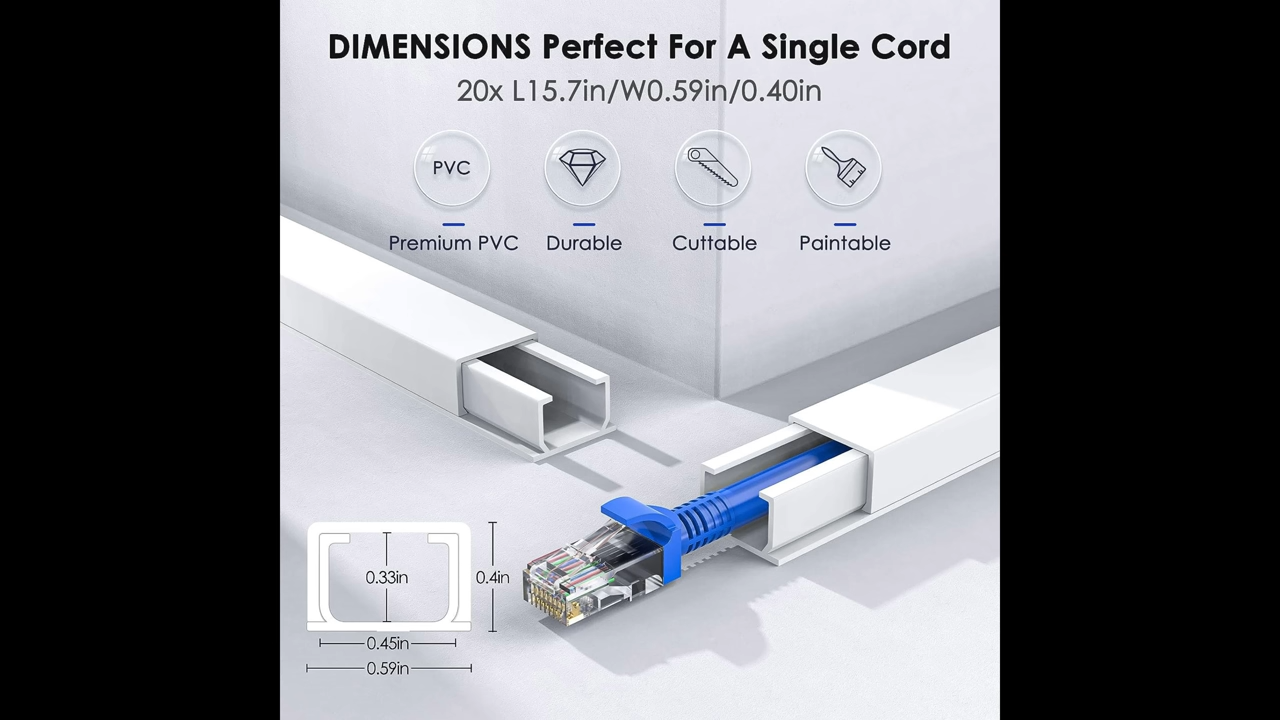 DIMENSIONS Perfect For A Single Cord
20x L15.7in/W0.59in/0.40in
PVC
Premium PVC
Durable
Cuttable
Paintable
0.33in
0.4in
0.45in
0.59in